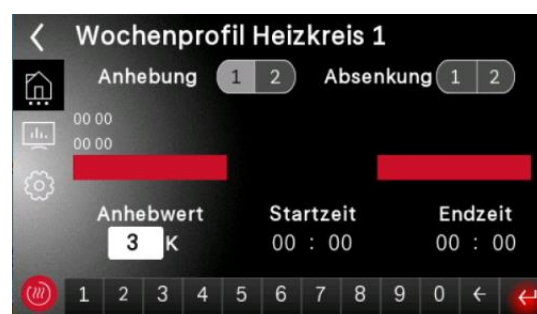 Wochenprofil Heizkreis 1
Anhebung 1 2 Absenkung 1 2
00 00
00 00
Anhebwert Startzeit Endzeit
3 K 00 : 00 00 : 00
1 2 3 4 5 6 7 8 9 0 ←